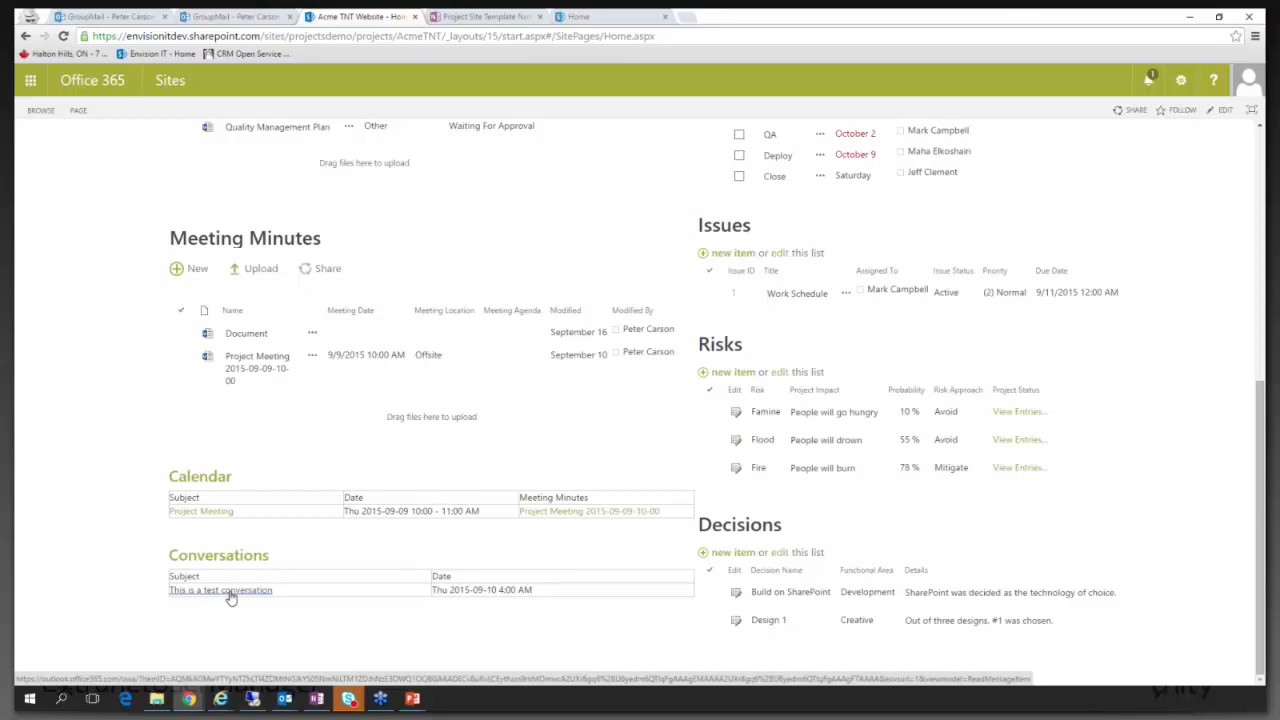 GroupMail - Peter Carson
GroupMail - Peter Carson
Acme TNT Website - Hon
Project Site Template Not
Home
https://envisionitdev.sharepoint.com/sites/projectsdemo/projects/AcmeTNT/_layouts/15/start.aspx#/SitePages/Home.aspx
Halton Hills, ON - 7 ...
Envision IT - Home
CRM Open Service ...
Office 365
Sites
1
?
BROWSE
PAGE
SHARE
FOLLOW
EDIT
Quality Management Plan ... Other Waiting For Approval
Drag files here to upload
QA ... October 2 Mark Campbell
Deploy ... October 9 Maha Elkoshairi
Close ... Saturday Jeff Clement
Meeting Minutes
New Upload Share
Name Meeting Date Meeting Location Meeting Agenda Modified Modified By
Document ... September 16 Peter Carson
Project Meeting ... 9/9/2015 10:00 AM Offsite September 10 Peter Carson
2015-09-09-10-
00
Drag files here to upload
Calendar
Subject Date Meeting Minutes
Project Meeting Thu 2015-09-09 10:00 - 11:00 AM Project Meeting 2015-09-09-10-00
Conversations
Subject Date
This is a test conversation Thu 2015-09-10 4:00 AM
Issues
new item or edit this list
Issue ID Title Assigned To Issue Status Priority Due Date
1 Work Schedule ... Mark Campbell Active (2) Normal 9/11/2015 12:00 AM
Risks
new item or edit this list
Edit Risk Project Impact Probability Risk Approach Project Status
Famine People will go hungry 10 % Avoid View Entries...
Flood People will drown 55 % Avoid View Entries...
Fire People will burn 78 % Mitigate View Entries...
Decisions
new item or edit this list
Edit Decision Name Functional Area Details
Build on SharePoint Development SharePoint was decided as the technology of choice.
Design 1 Creative Out of three designs, #1 was chosen.